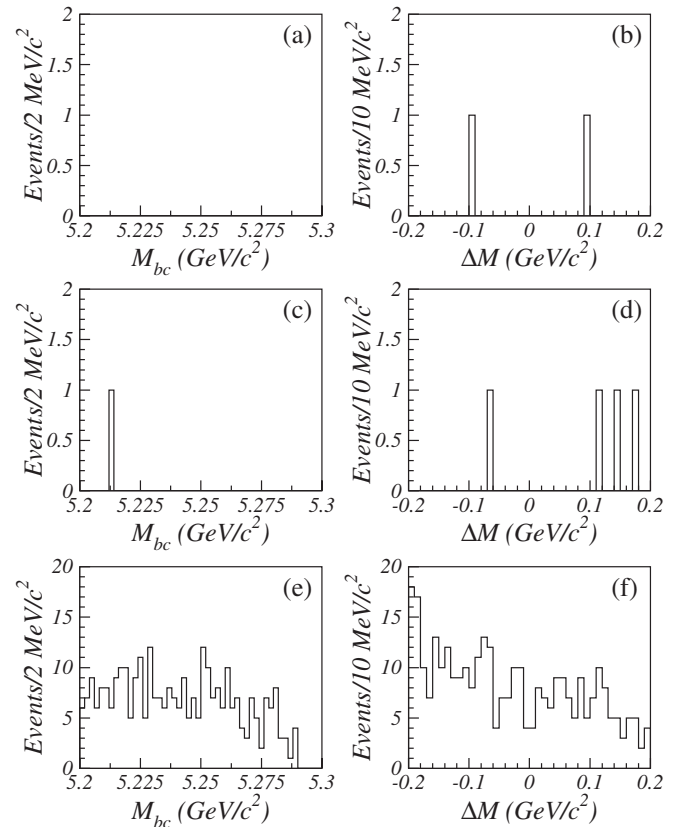 (a)
Events/2 MeV/c²
2
1.5
1
0.5
0
5.2 5.225 5.25 5.275 5.3
M_bc (GeV/c²)
(b)
Events/10 MeV/c²
2
1.5
1
0.5
0
-0.2 -0.1 0 0.1 0.2
ΔM (GeV/c²)
(c)
Events/2 MeV/c²
2
1.5
1
0.5
0
5.2 5.225 5.25 5.275 5.3
M_bc (GeV/c²)
(d)
Events/10 MeV/c²
2
1.5
1
0.5
0
-0.2 -0.1 0 0.1 0.2
ΔM (GeV/c²)
(e)
Events/2 MeV/c²
20
15
10
5
0
5.2 5.225 5.25 5.275 5.3
M_bc (GeV/c²)
(f)
Events/10 MeV/c²
20
15
10
5
0
-0.2 -0.1 0 0.1 0.2
ΔM (GeV/c²)